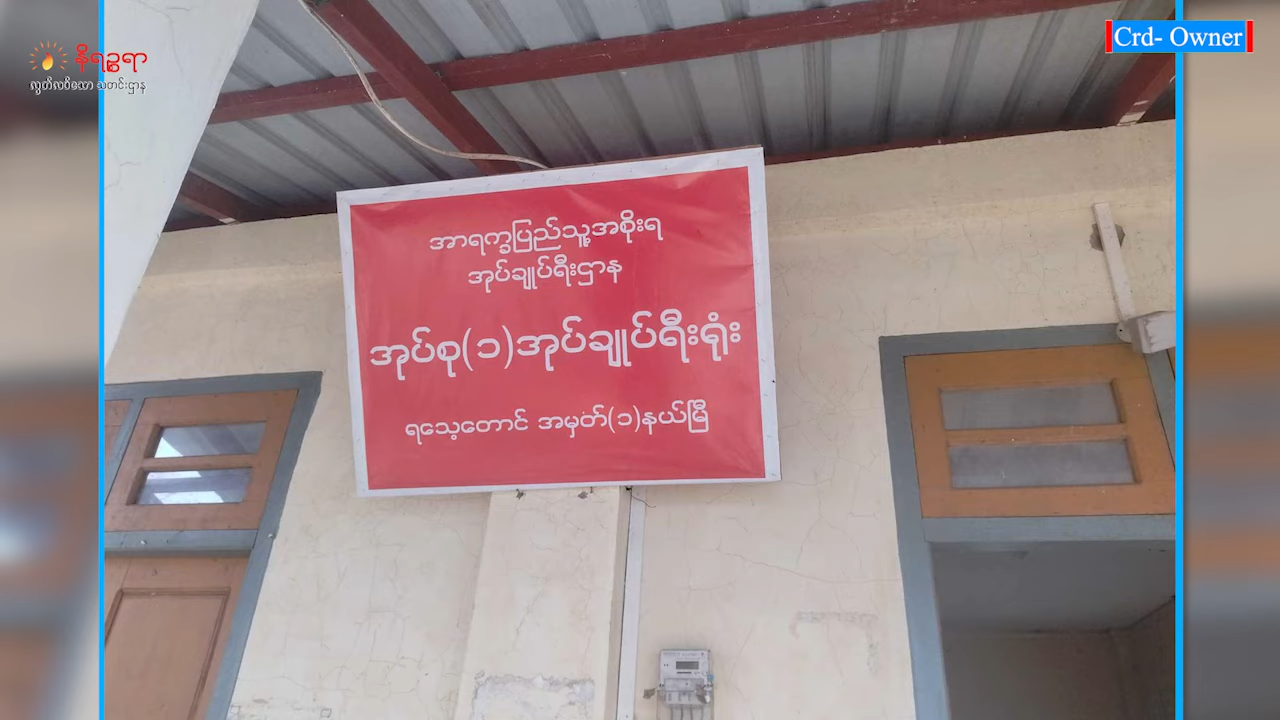 နိရဉ္စရာ
လွတ်လပ်သော သတင်းဌာန
Crd- Owner
အာရက္ခပြည်သူ့အစိုးရ
အုပ်ချုပ်ရီးဌာန
အုပ်စု(၁)အုပ်ချုပ်ရီးရုံး
ရသေ့တောင် အမှတ်(၁)နယ်မြီ